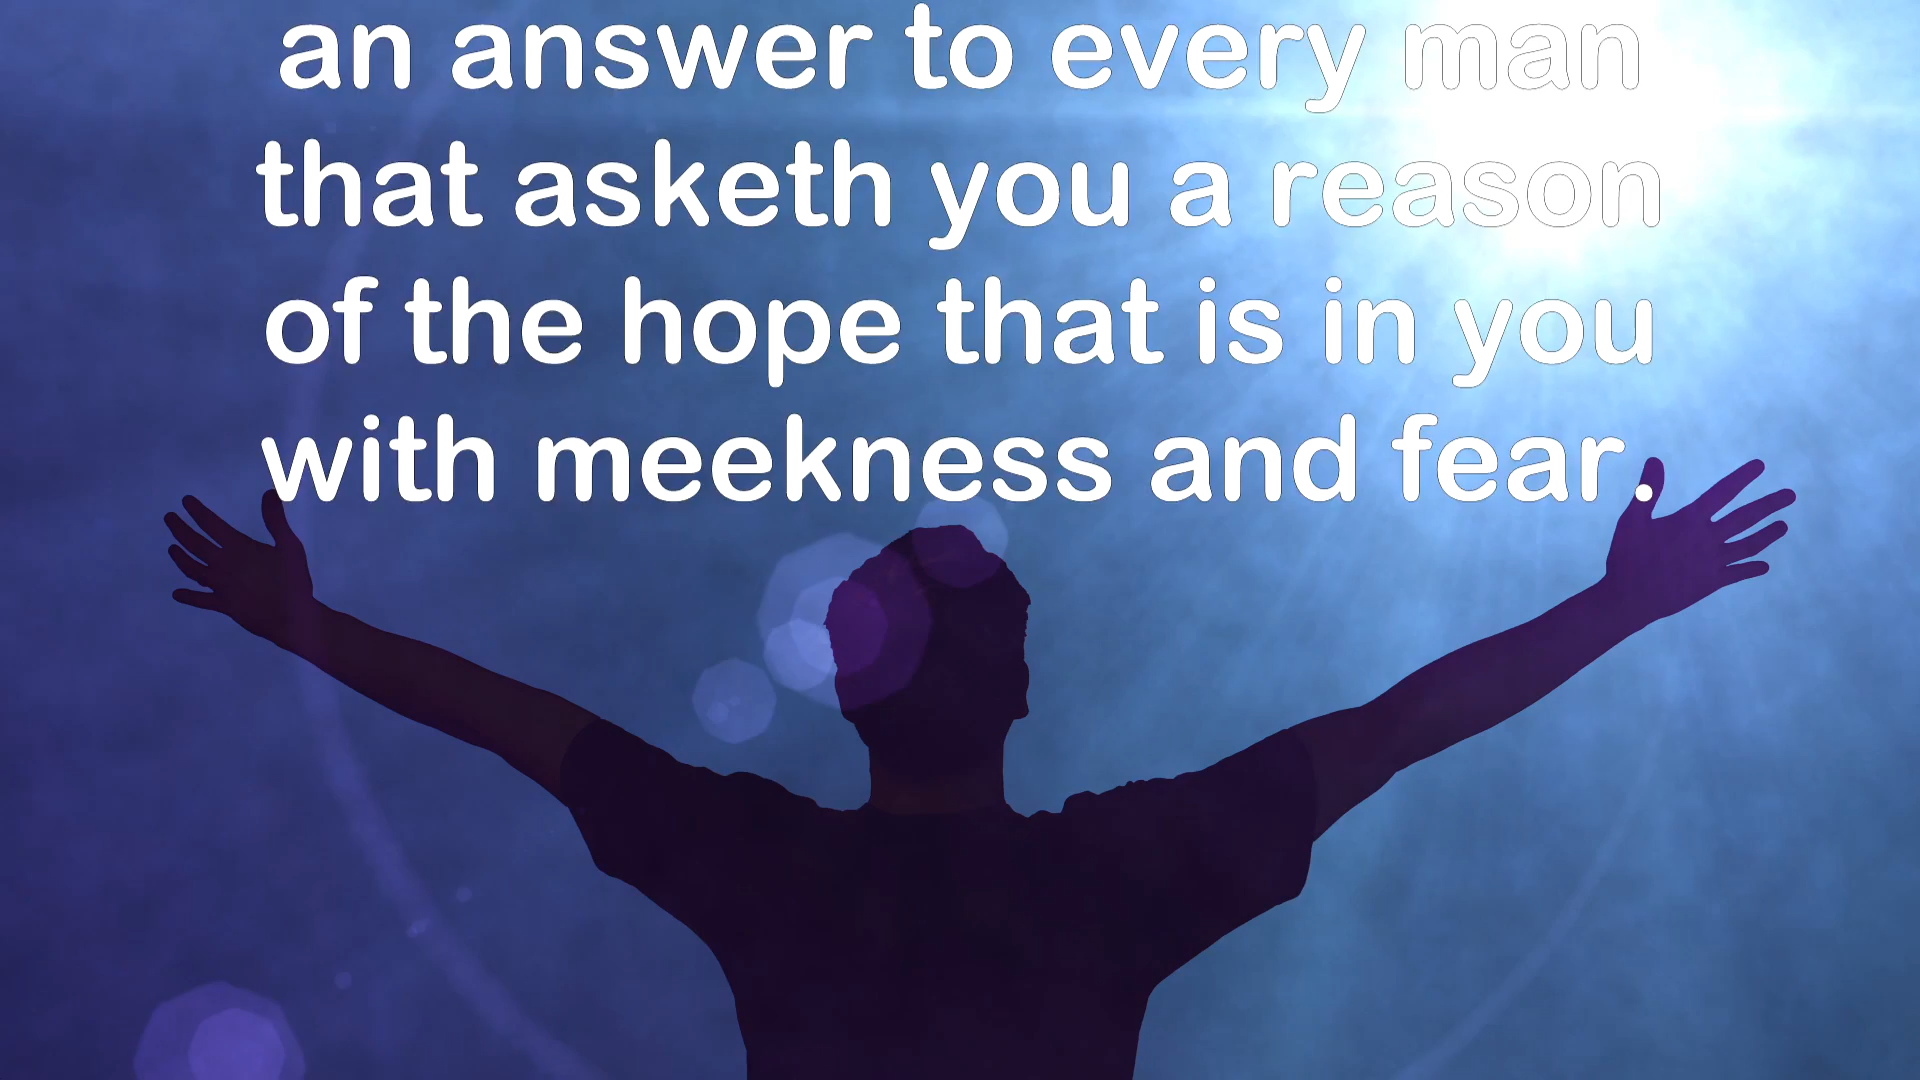 an answer to every man
that asketh you a reason
of the hope that is in you
with meekness and fear.